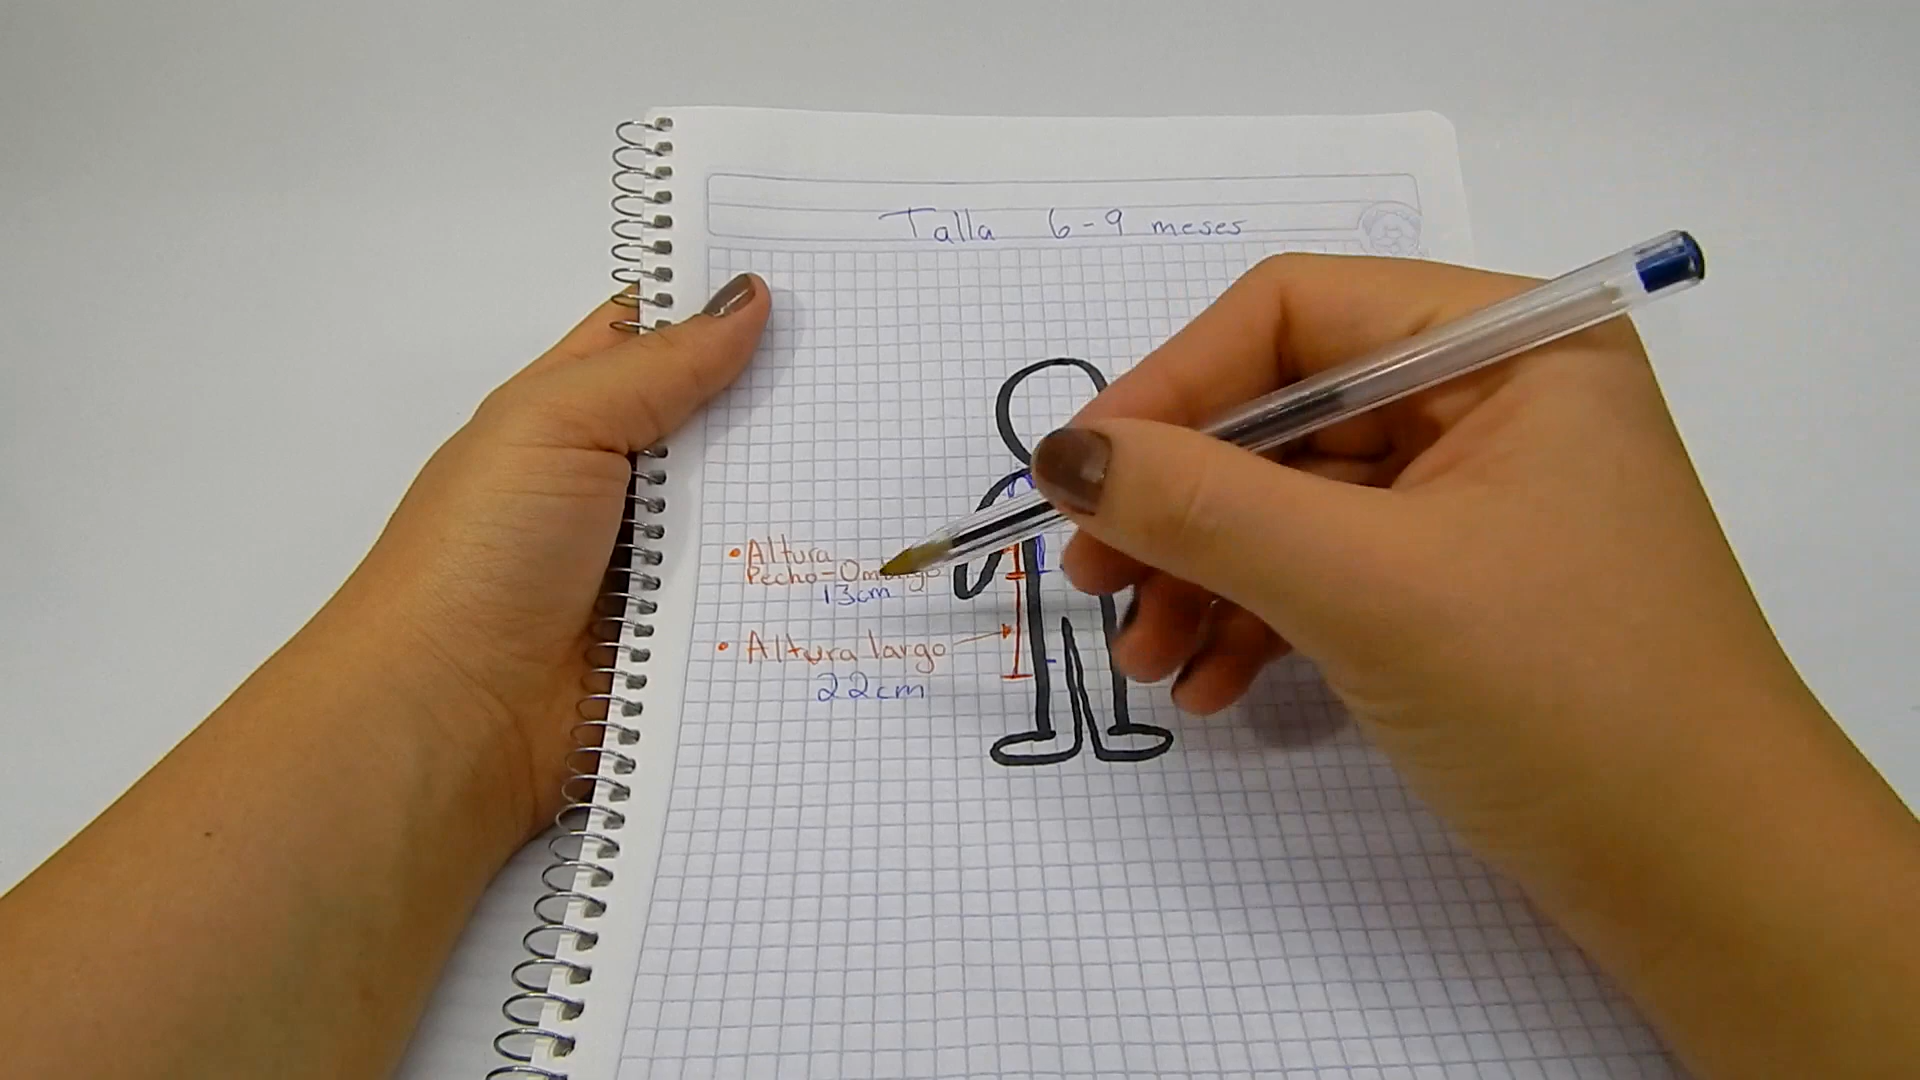 Talla 6-9 meses
• Altura
Pecho-Ombligo
13cm
• Altura largo
22cm